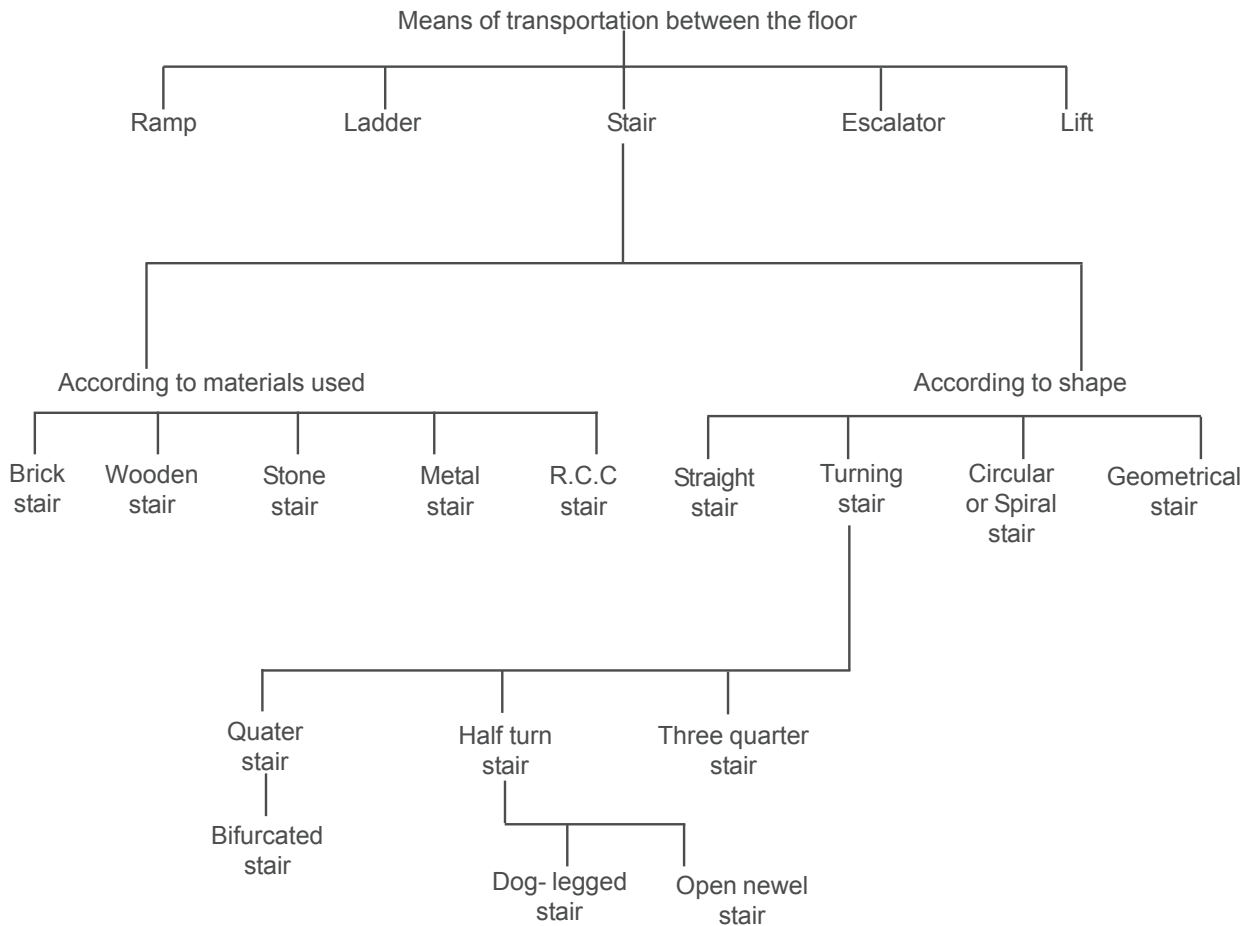 Means of transportation between the floor
Ramp
Ladder
Stair
Escalator
Lift
According to materials used
According to shape
Brick
stair
Wooden
stair
Stone
stair
Metal
stair
R.C.C
stair
Straight
stair
Turning
stair
Circular
or Spiral
stair
Geometrical
stair
Quater
stair
Half turn
stair
Three quarter
stair
Bifurcated
stair
Dog- legged
stair
Open newel
stair